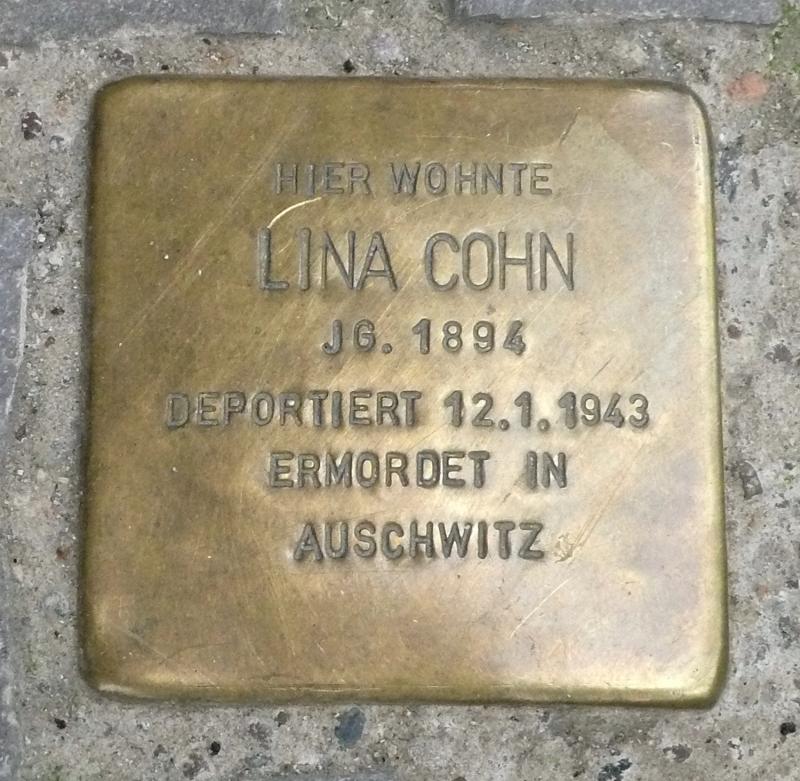 HIER WOHNTE
LINA COHN
JG. 1894
DEPORTIERT 12.1.1943
ERMORDET IN
AUSCHWITZ